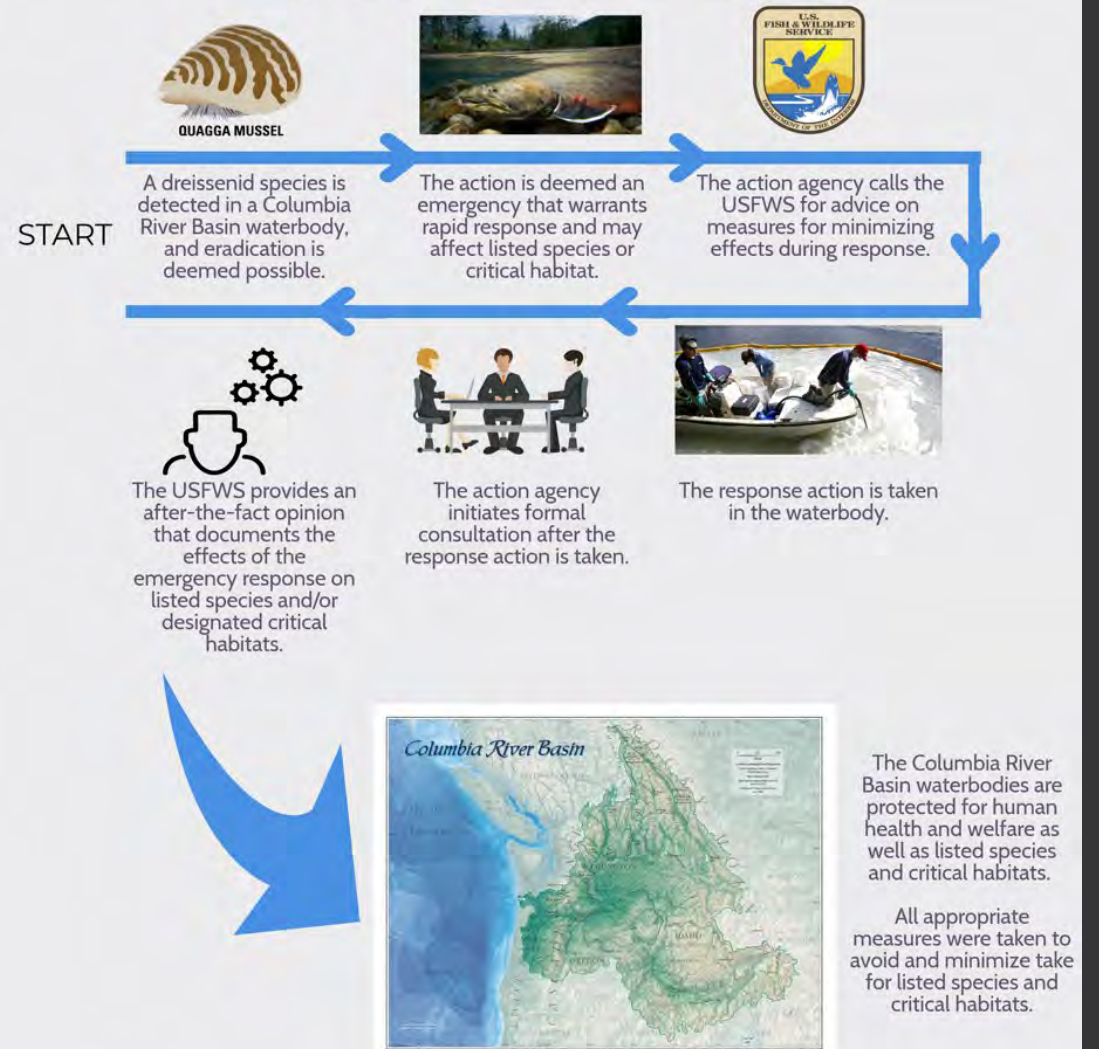 U.S.
FISH & WILDLIFE
SERVICE
DEPARTMENT OF THE INTERIOR
QUAGGA MUSSEL
START
A dreissenid species is
detected in a Columbia
River Basin waterbody,
and eradication is
deemed possible.
The action is deemed an
emergency that warrants
rapid response and may
affect listed species or
critical habitat.
The action agency calls the
USFWS for advice on
measures for minimizing
effects during response.
The USFWS provides an
after-the-fact opinion
that documents the
effects of the
emergency response on
listed species and/or
designated critical
habitats.
The action agency
initiates formal
consultation after the
response action is taken.
The response action is taken
in the waterbody.
Columbia River Basin
IDAHO
The Columbia River
Basin waterbodies are
protected for human
health and welfare as
well as listed species
and critical habitats.
All appropriate
measures were taken to
avoid and minimize take
for listed species and
critical habitats.